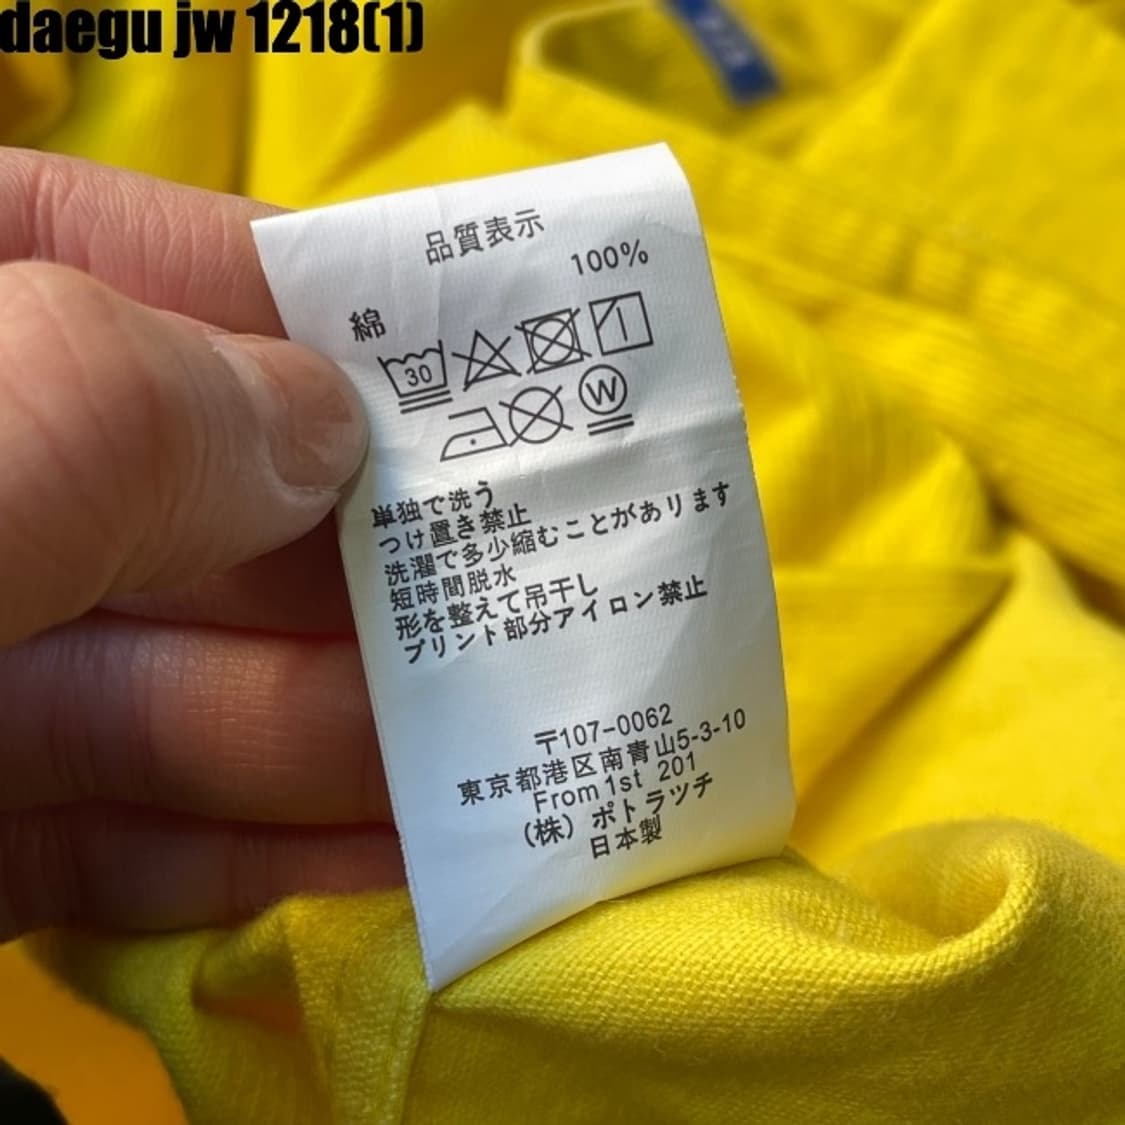 daegu jw 1218(1)
品質表示
綿 100%
30
W
単独で洗う
つけ置き禁止
洗濯で多少縮むことがあります
短時間脱水
形を整えて吊干し
プリント部分アイロン禁止
〒107-0062
東京都港区南青山5-3-10
From 1st 201
（株）ポトラツチ
日本製